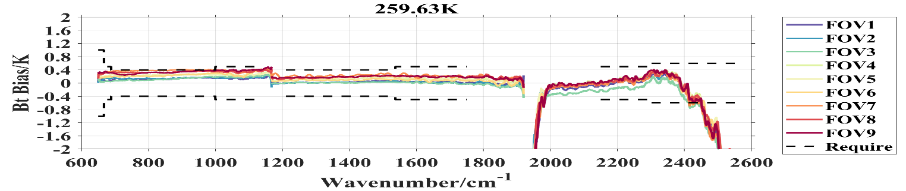 259.63K
Bt Bias/K
2
1.6
1.2
0.8
0.4
0
-0.4
-0.8
-1.2
-1.6
-2
600 800 1000 1200 1400 1600 1800 2000 2200 2400 2600
Wavenumber/cm⁻¹
FOV1
FOV2
FOV3
FOV4
FOV5
FOV6
FOV7
FOV8
FOV9
Require